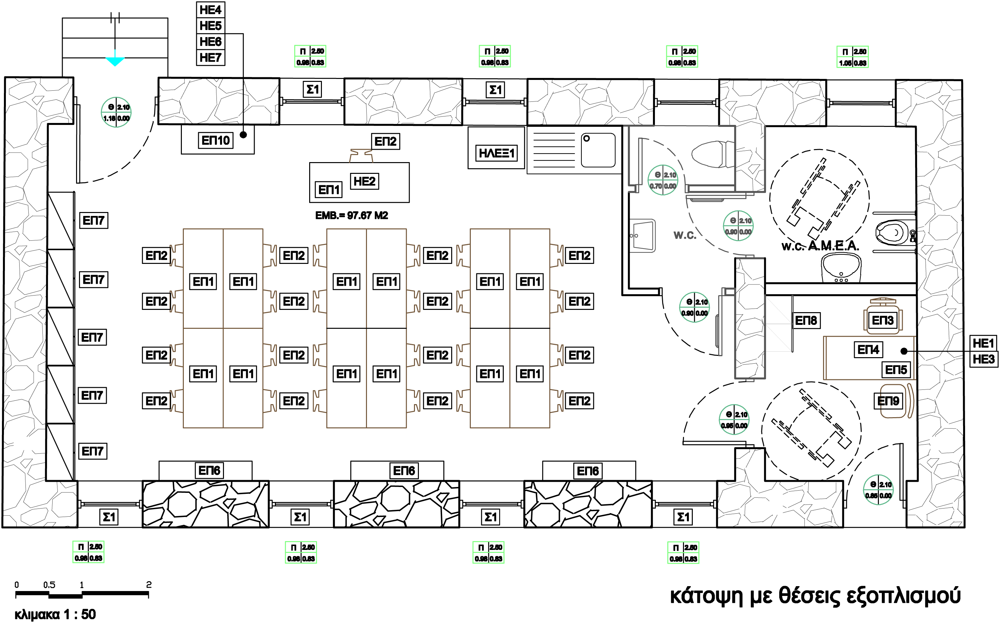 ΗΕ4
ΗΕ5
ΗΕ6
ΗΕ7
Π 2.50
0.98 0.83
Π 2.50
0.98 0.83
Π 2.50
0.98 0.83
Π 2.50
1.05 0.83
Σ1
Σ1
Θ 2.10
1.18 0.00
ΕΠ10
ΕΠ2
ΗΛΕΞ1
ΗΕ2
ΕΠ1
Θ 2.10
0.70 0.00
ΕΜΒ.= 97.67 Μ2
ΕΠ7
Θ 2.10
0.90 0.00
w.c.
w.c. Α.Μ.Ε.Α.
ΕΠ2
ΕΠ2
ΕΠ2
ΕΠ2
ΕΠ7
ΕΠ1
ΕΠ1
ΕΠ1
ΕΠ1
ΕΠ1
ΕΠ1
ΕΠ2
ΕΠ2
ΕΠ2
ΕΠ2
Θ 2.10
0.90 0.00
ΕΠ8
ΕΠ3
ΕΠ7
ΗΕ1
ΗΕ3
ΕΠ4
ΕΠ2
ΕΠ2
ΕΠ2
ΕΠ2
ΕΠ5
ΕΠ1
ΕΠ1
ΕΠ1
ΕΠ1
ΕΠ1
ΕΠ1
ΕΠ7
ΕΠ2
ΕΠ2
ΕΠ2
ΕΠ2
ΕΠ9
Θ 2.10
0.95 0.00
ΕΠ7
ΕΠ6
ΕΠ6
ΕΠ6
Θ 2.10
0.85 0.00
Σ1
Σ1
Σ1
Σ1
Π 2.50
0.98 0.83
Π 2.50
0.98 0.83
Π 2.50
0.98 0.83
Π 2.50
0.98 0.83
0 0.5 1 2
κλιμακα 1 : 50
κάτοψη με θέσεις εξοπλισμού